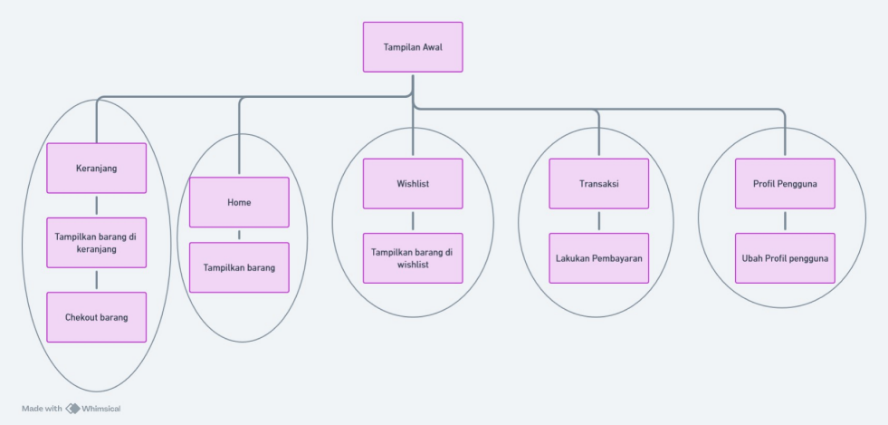 Tampilan Awal
Keranjang
Tampilkan barang di
keranjang
Chekout barang
Home
Tampilkan barang
Wishlist
Tampilkan barang di
wishlist
Transaksi
Lakukan Pembayaran
Profil Pengguna
Ubah Profil pengguna
Made with Whimsical